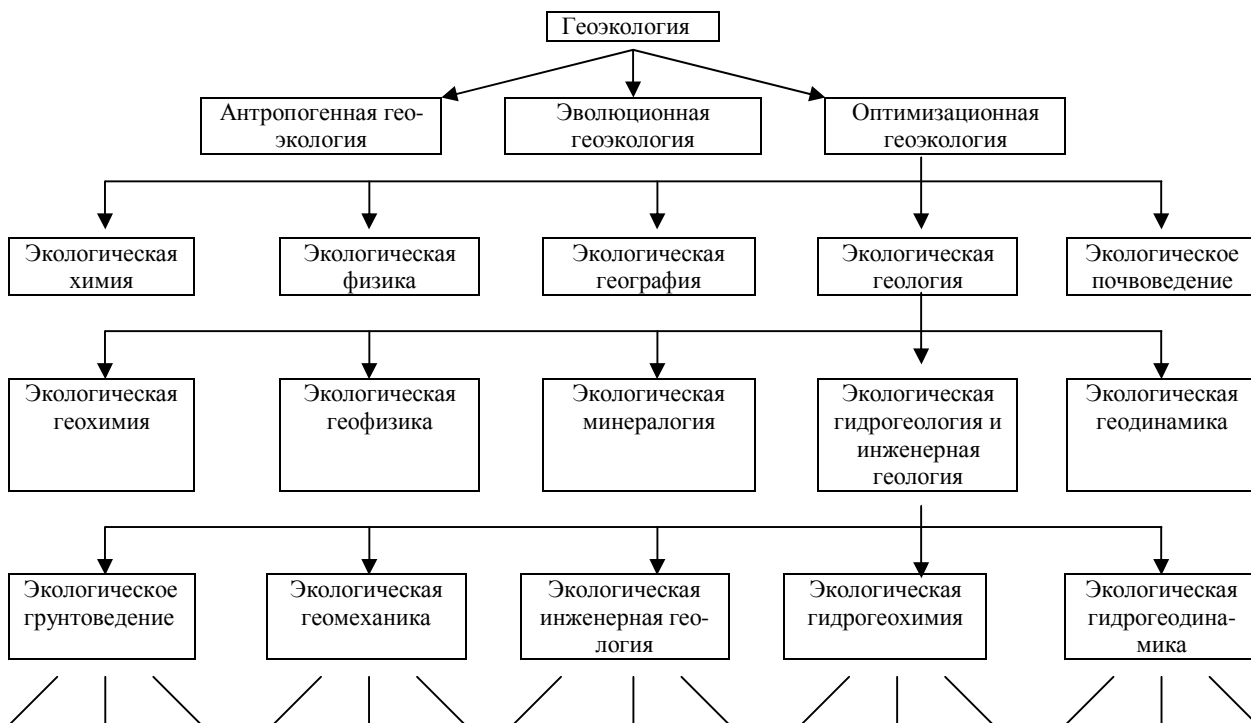 Геоэкология
Антропогенная гео-
экология
Эволюционная
геоэкология
Оптимизационная
геоэкология
Экологическая
химия
Экологическая
физика
Экологическая
география
Экологическая
геология
Экологическое
почвоведение
Экологическая
геохимия
Экологическая
геофизика
Экологическая
минералогия
Экологическая
гидрогеология и
инженерная
геология
Экологическая
геодинамика
Экологическое
грунтоведение
Экологическая
геомеханика
Экологическая
инженерная гео-
логия
Экологическая
гидрогеохимия
Экологическая
гидрогеодина-
мика